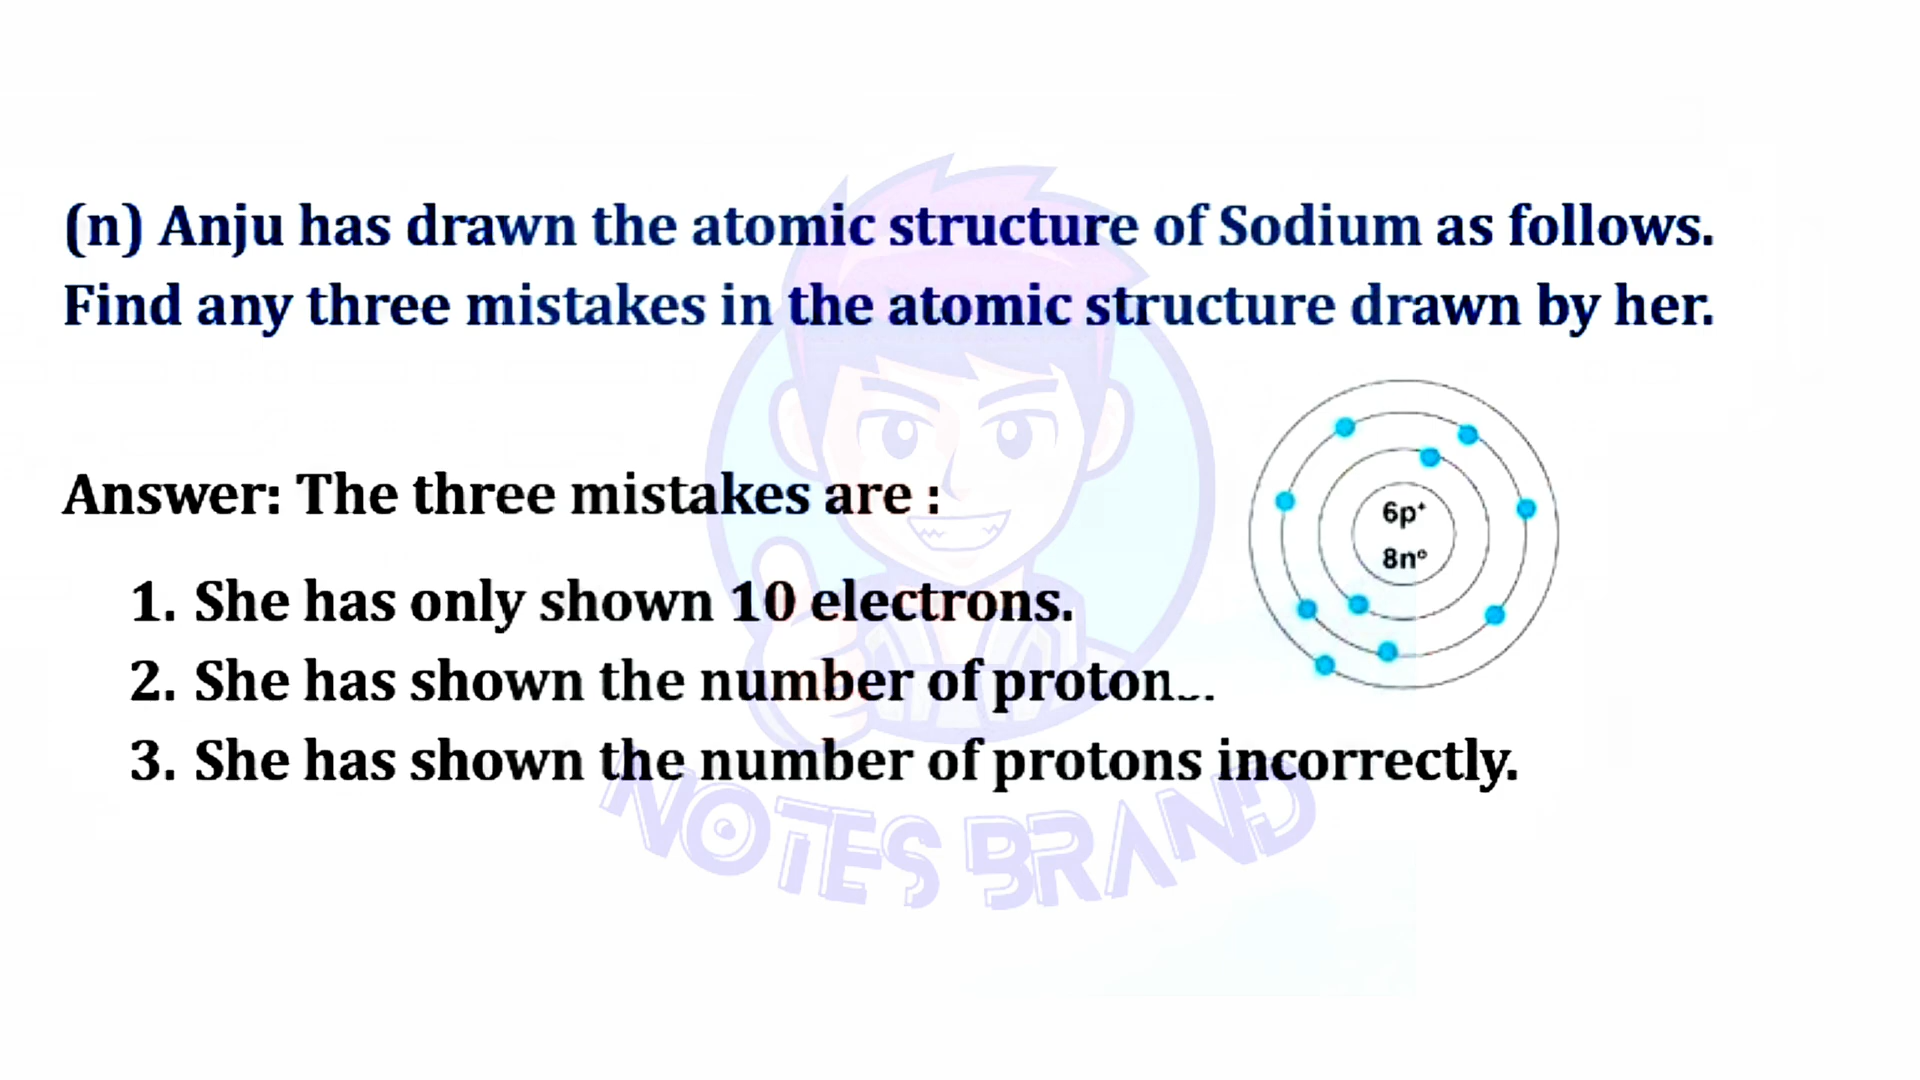 (n) Anju has drawn the atomic structure of Sodium as follows.
Find any three mistakes in the atomic structure drawn by her.
Answer: The three mistakes are :
6p⁺
8n⁰
1. She has only shown 10 electrons.
2. She has shown the number of proton...
3. She has shown the number of protons incorrectly.
NOTES BRAND